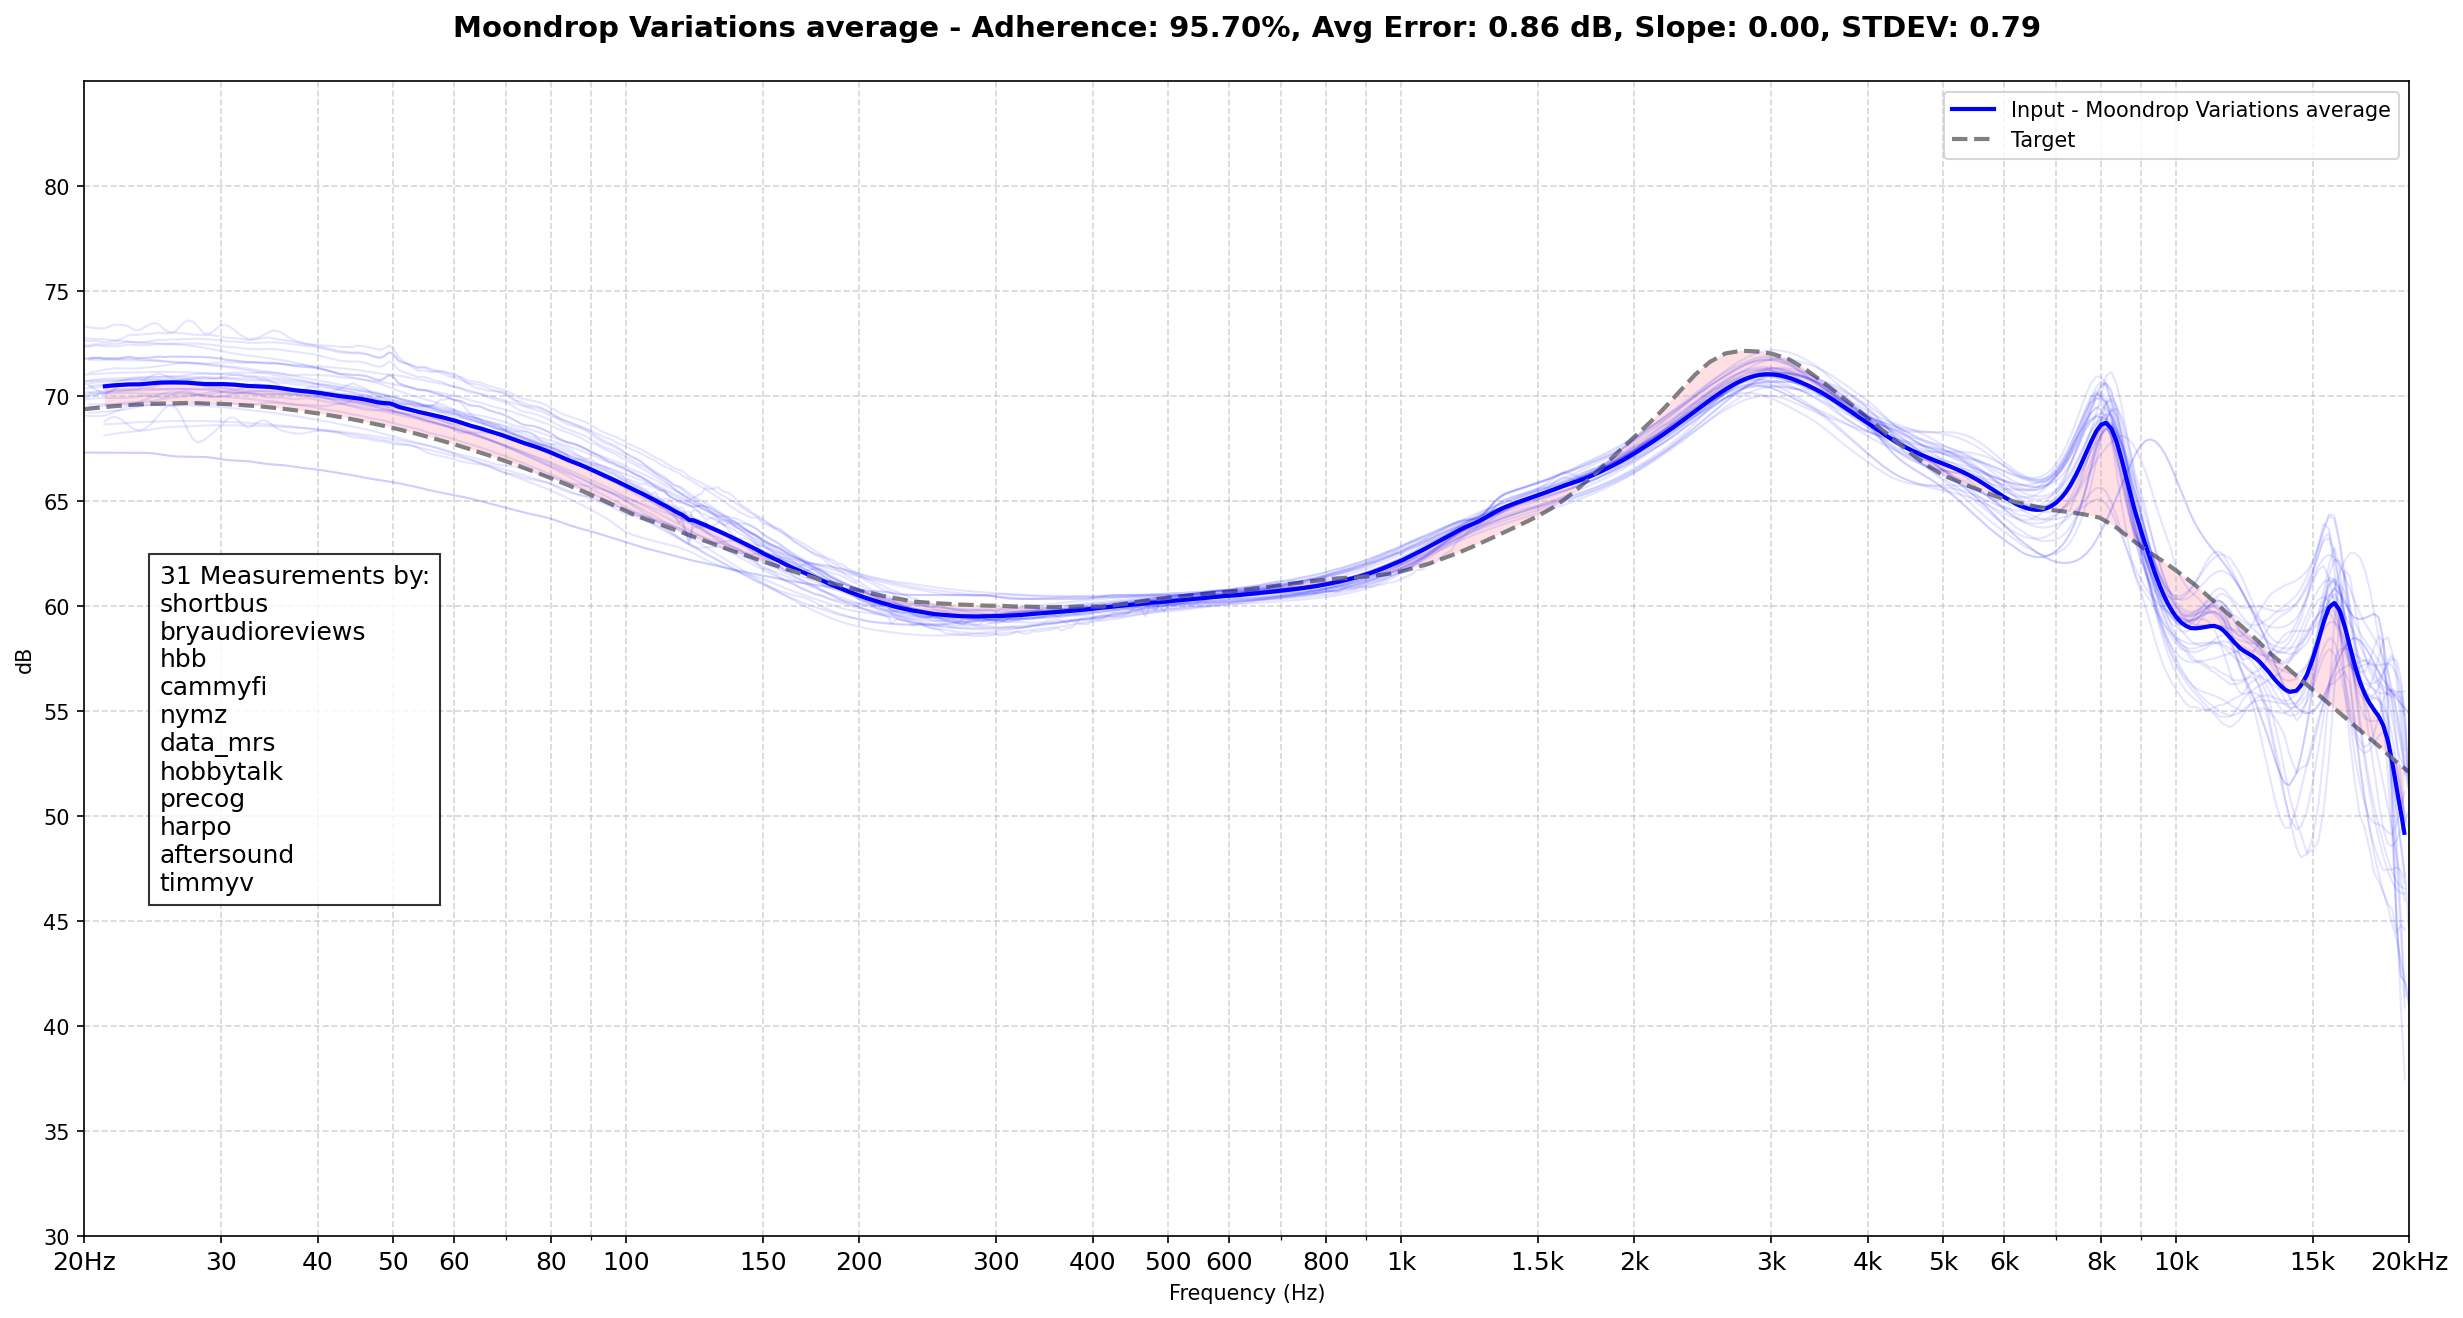 Moondrop Variations average - Adherence: 95.70%, Avg Error: 0.86 dB, Slope: 0.00, STDEV: 0.79
Input - Moondrop Variations average
Target
80
75
70
65
60
55
50
45
40
35
30
dB
31 Measurements by:
shortbus
bryaudioreviews
hbb
cammyfi
nymz
data_mrs
hobbytalk
precog
harpo
aftersound
timmyv
20Hz 30 40 50 60 80 100 150 200 300 400 500 600 800 1k 1.5k 2k 3k 4k 5k 6k 8k 10k 15k 20kHz
Frequency (Hz)